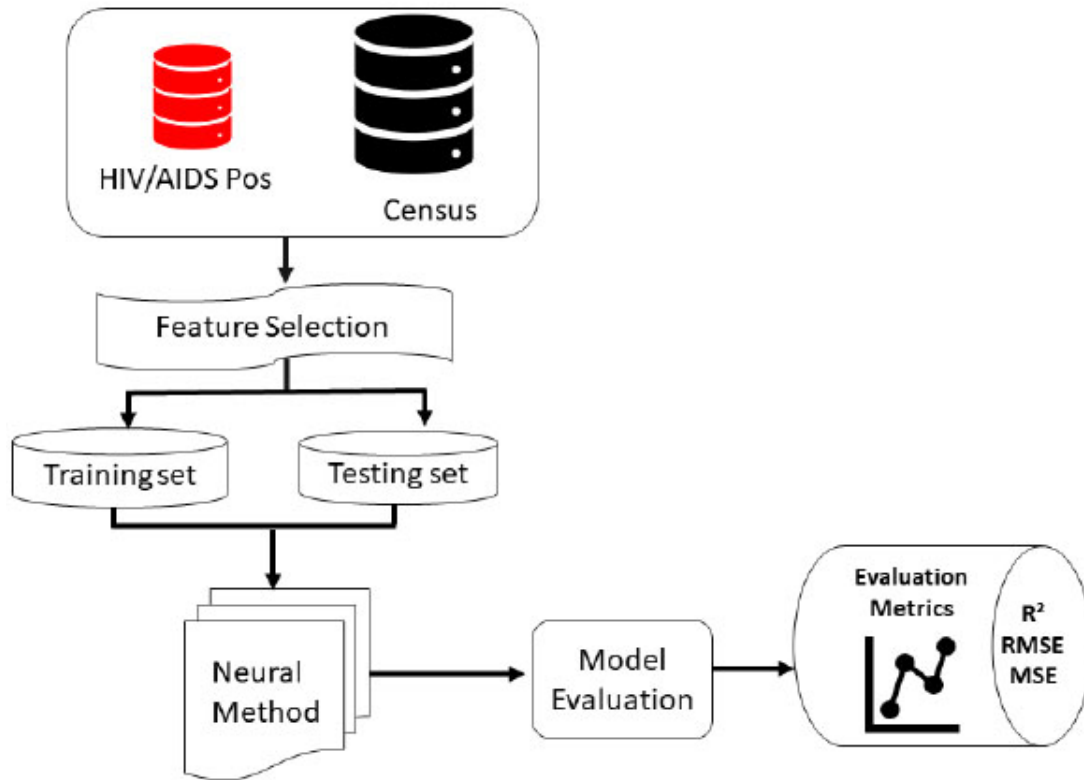 HIV/AIDS Pos
Census
Feature Selection
Training set
Testing set
Neural
Method
Model
Evaluation
Evaluation
Metrics
R²
RMSE
MSE